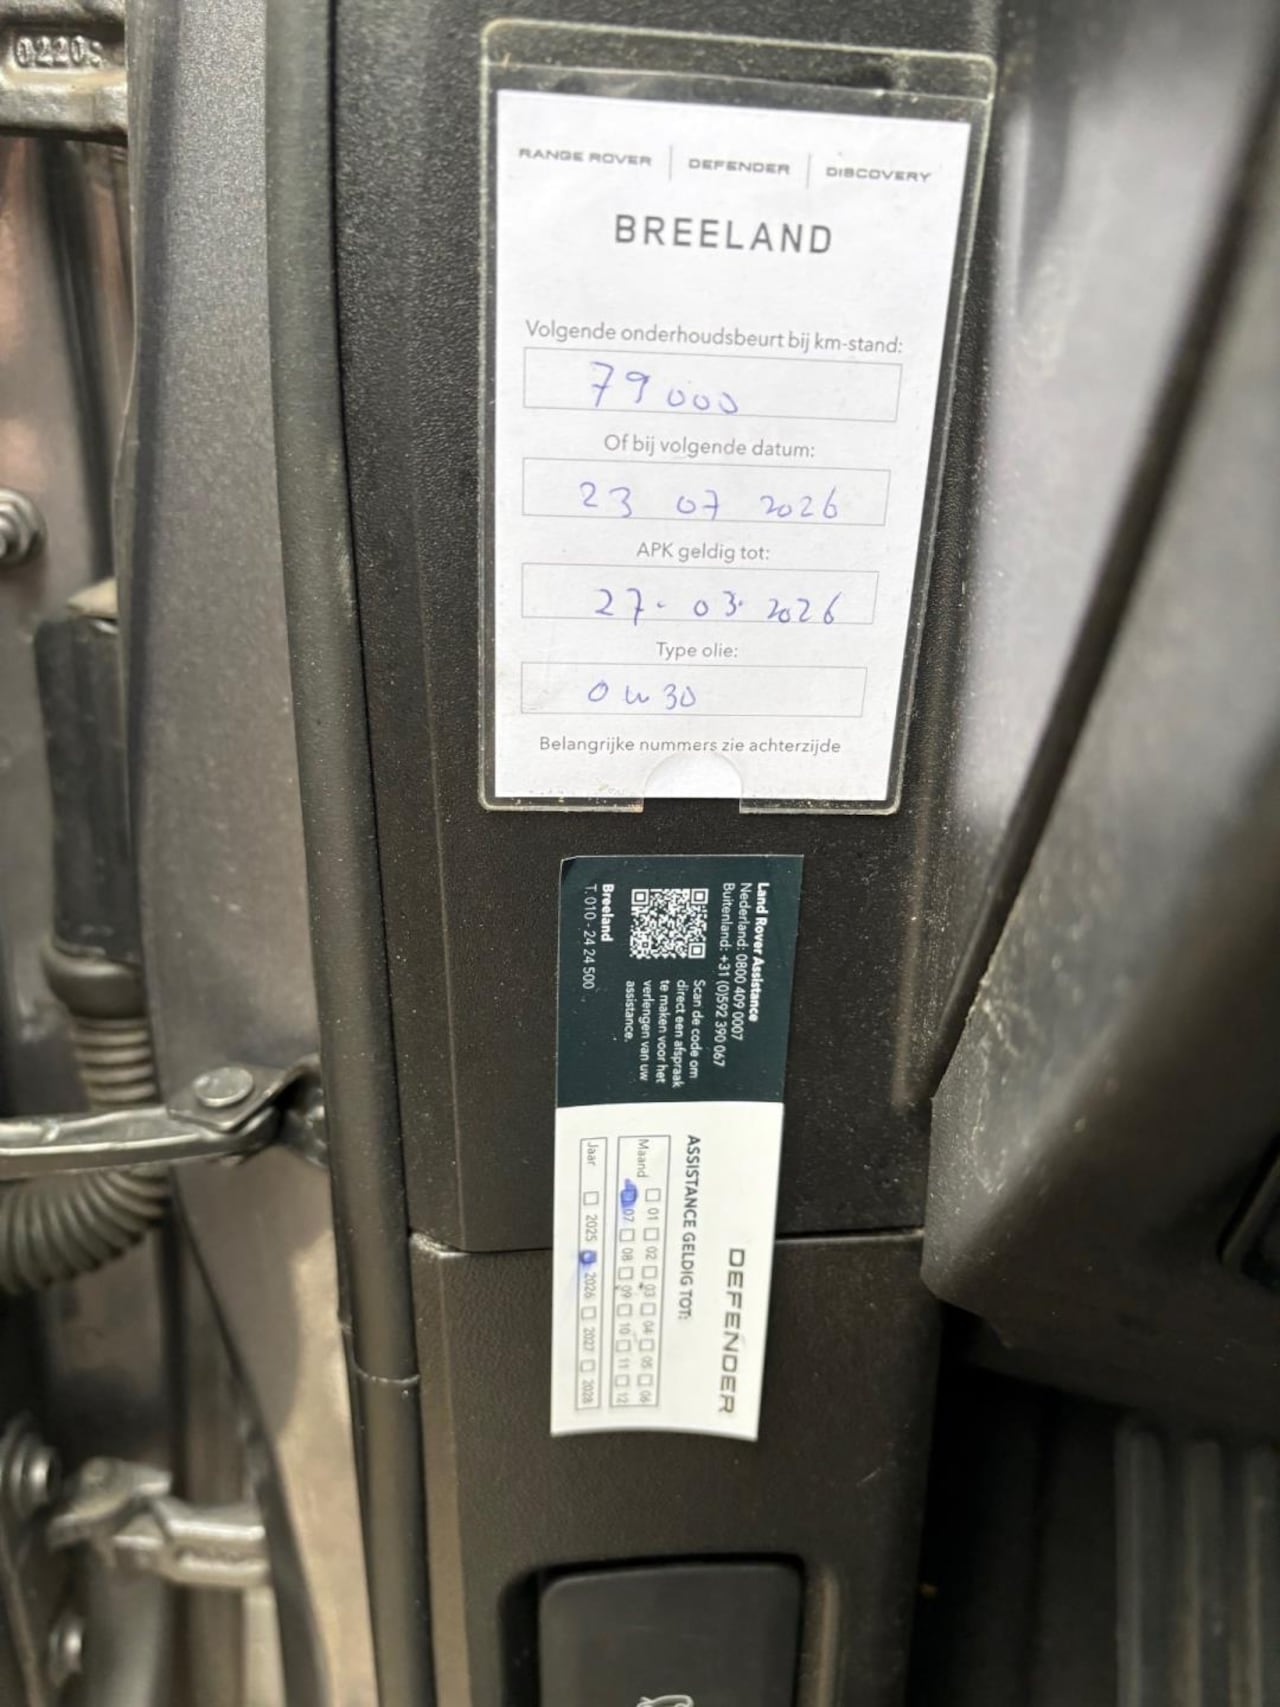 02209
RANGE ROVER | DEFENDER | DISCOVERY
BREELAND
Volgende onderhoudsbeurt bij km-stand:
79000
Of bij volgende datum:
23 07 2026
APK geldig tot:
27. 03. 2026
Type olie:
0w30
Belangrijke nummers zie achterzijde
Land Rover Assistance
Nederland: 0800 409 0007
Buitenland: +31 (0)592 390 067
Scan de code om
direct een afspraak
te maken voor het
verlengen van uw
assistance.
Breeland
T. 010 - 24 24 500
DEFENDER
ASSISTANCE GELDIG TOT:
Maand 01 02 03 04 05 06
07 08 09 10 11 12
Jaar 2025 2026 2027 2028